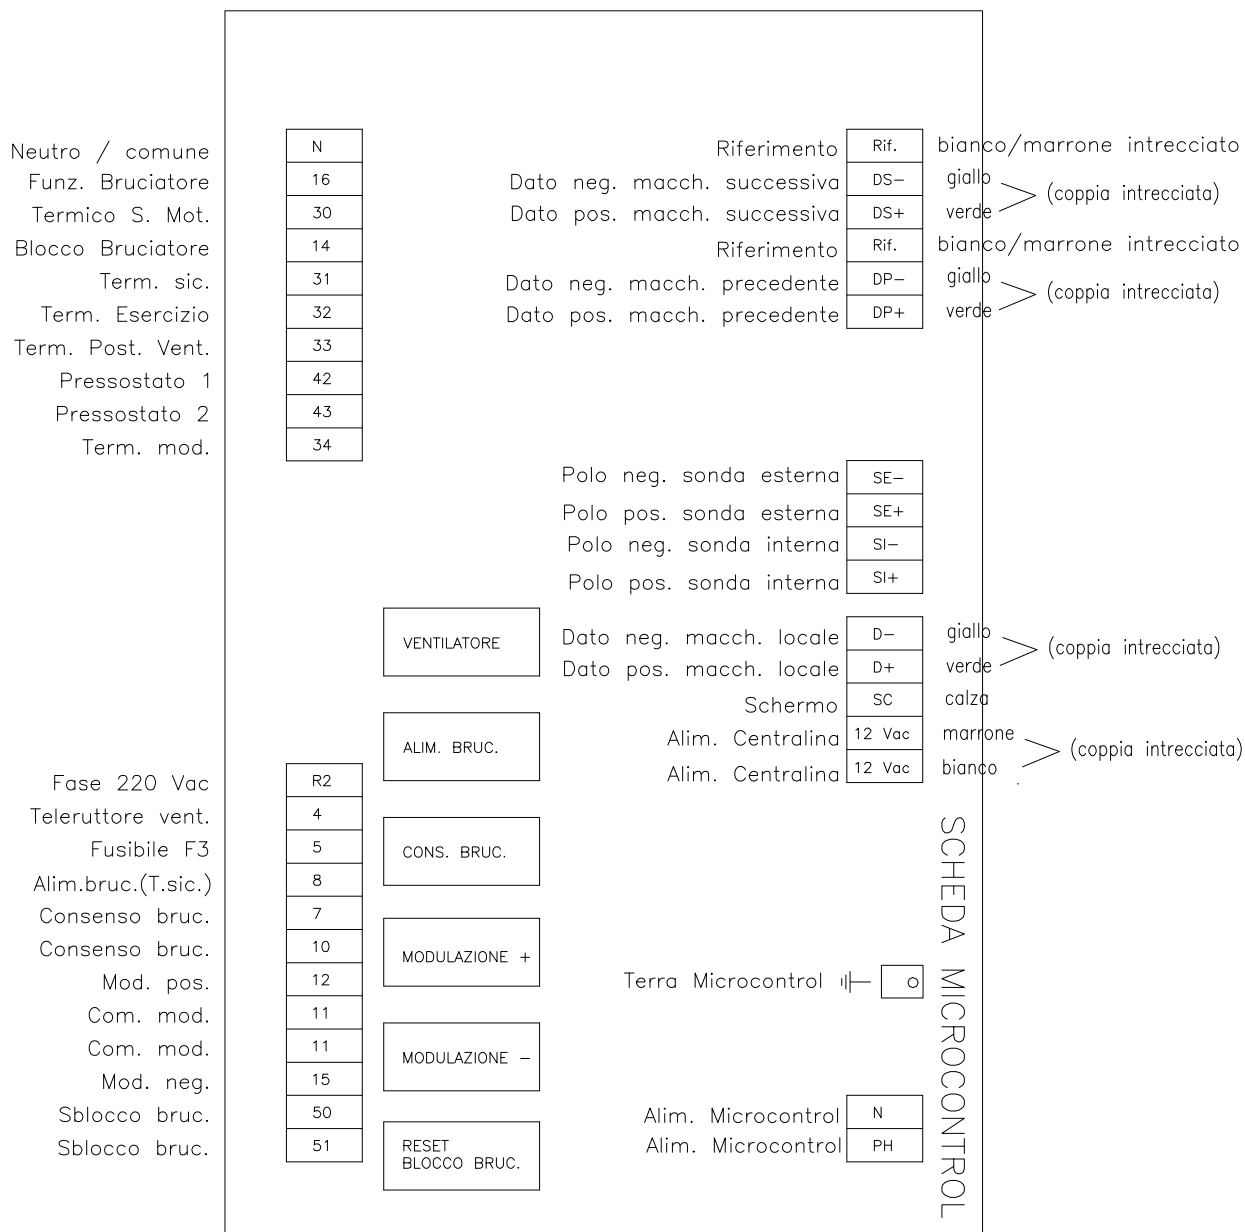 Neutro / comune N
Funz. Bruciatore 16
Termico S. Mot. 30
Blocco Bruciatore 14
Term. sic. 31
Term. Esercizio 32
Term. Post. Vent. 33
Pressostato 1 42
Pressostato 2 43
Term. mod. 34
Riferimento Rif. bianco/marrone intrecciato
Dato neg. macch. successiva DS- giallo
(coppia intrecciata)
Dato pos. macch. successiva DS+ verde
Riferimento Rif. bianco/marrone intrecciato
Dato neg. macch. precedente DP- giallo
(coppia intrecciata)
Dato pos. macch. precedente DP+ verde
Polo neg. sonda esterna SE-
Polo pos. sonda esterna SE+
Polo neg. sonda interna SI-
Polo pos. sonda interna SI+
Dato neg. macch. locale D- giallo
(coppia intrecciata)
Dato pos. macch. locale D+ verde
Schermo SC calza
Alim. Centralina 12 Vac marrone
(coppia intrecciata)
Alim. Centralina 12 Vac bianco
VENTILATORE
ALIM. BRUC.
CONS. BRUC.
MODULAZIONE +
MODULAZIONE -
RESET
BLOCCO BRUC.
Fase 220 Vac R2
Teleruttore vent. 4
Fusibile F3 5
Alim.bruc.(T.sic.) 8
Consenso bruc. 7
Consenso bruc. 10
Mod. pos. 12
Com. mod. 11
Com. mod. 11
Mod. neg. 15
Sblocco bruc. 50
Sblocco bruc. 51
Terra Microcontrol
Alim. Microcontrol N
Alim. Microcontrol PH
SCHEDA MICROCONTROL